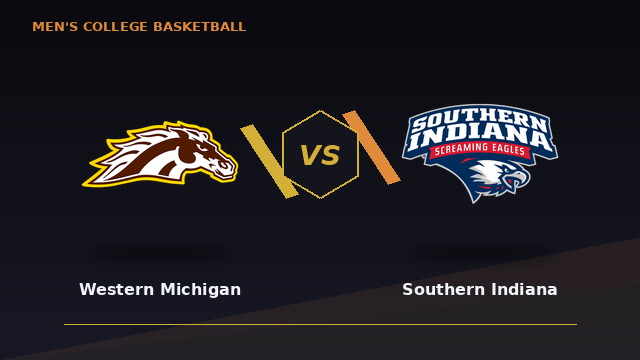 MEN'S COLLEGE BASKETBALL
SOUTHERN
INDIANA
SCREAMING EAGLES
VS
Western Michigan
Southern Indiana